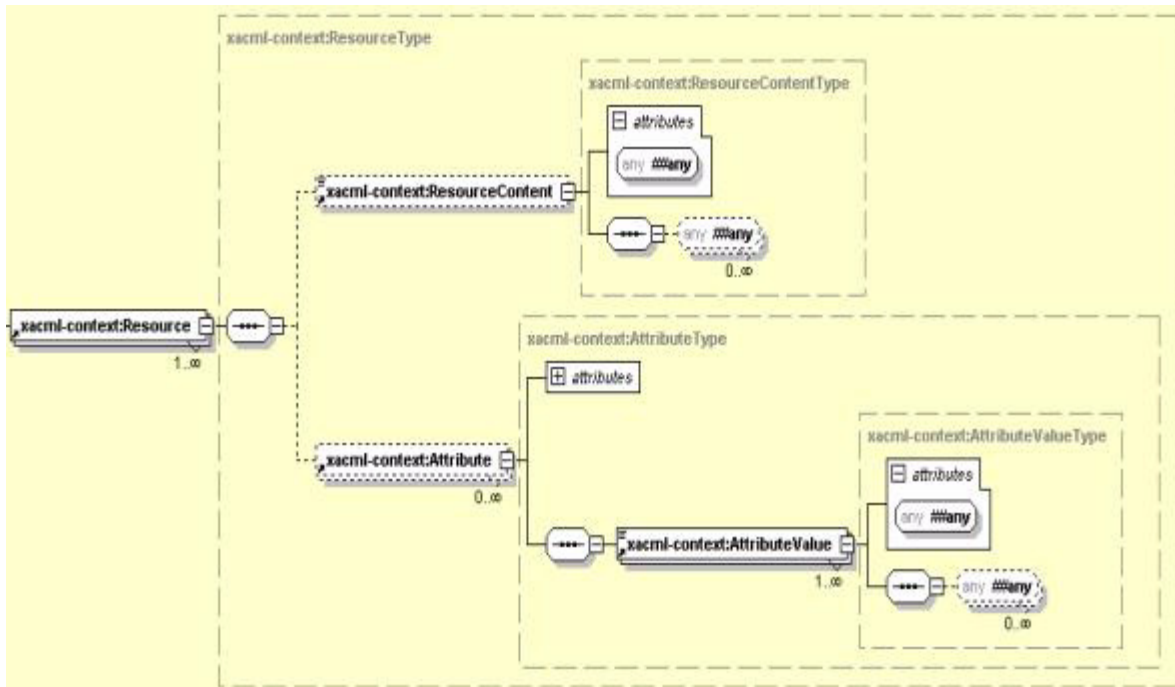 xacml-context:ResourceType
xacml-context:ResourceContentType
attributes
any ##any
xacml-context:ResourceContent
any ##any
0..∞
xacml-context:Resource
1..∞
xacml-context:AttributeType
attributes
xacml-context:Attribute
0..∞
xacml-context:AttributeValueType
attributes
any ##any
xacml-context:AttributeValue
1..∞
any ##any
0..∞